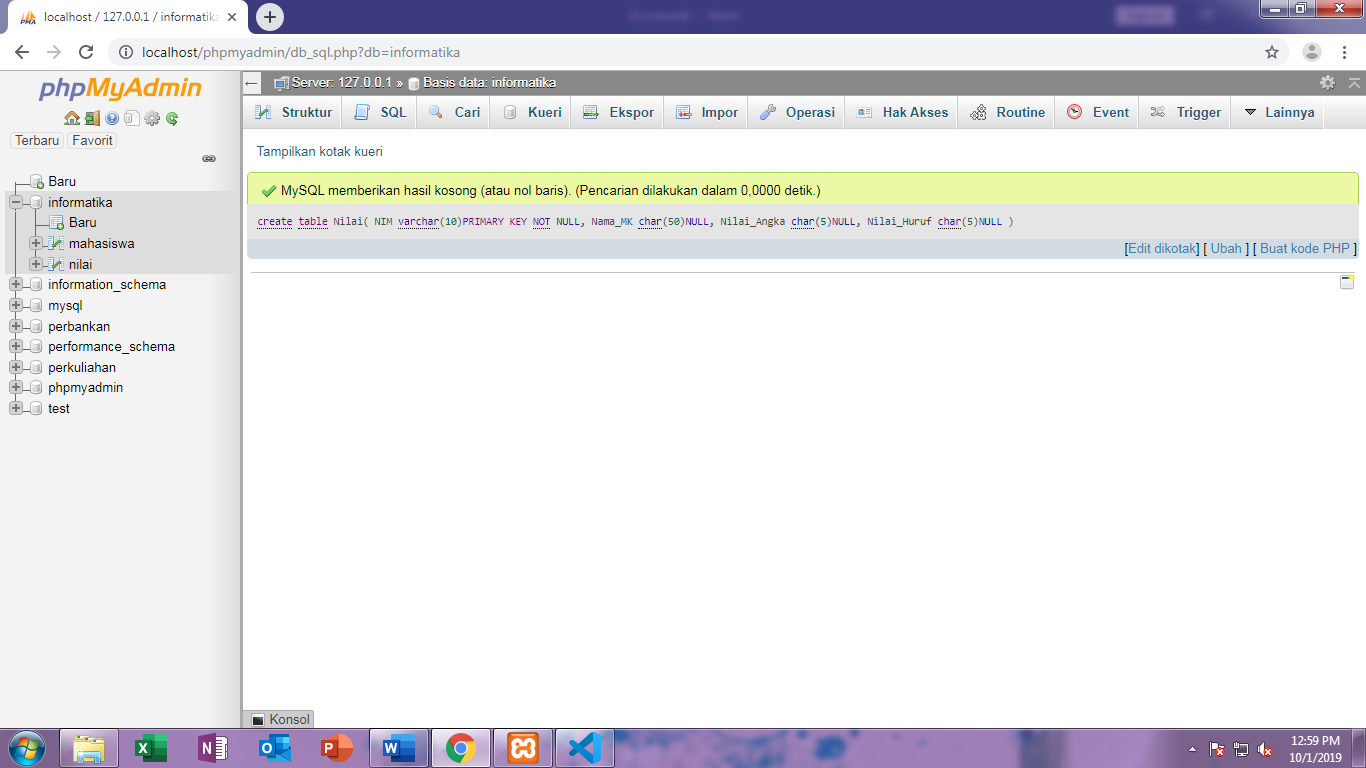 localhost / 127.0.0.1 / informatika
localhost/phpmyadmin/db_sql.php?db=informatika
phpMyAdmin
Terbaru Favorit
Baru
informatika
Baru
mahasiswa
nilai
information_schema
mysql
perbankan
performance_schema
perkuliahan
phpmyadmin
test
Server: 127.0.0.1 » Basis data: informatika
Struktur SQL Cari Kueri Ekspor Impor Operasi Hak Akses Routine Event Trigger Lainnya
Tampilkan kotak kueri
MySQL memberikan hasil kosong (atau nol baris). (Pencarian dilakukan dalam 0,0000 detik.)
create table Nilai( NIM varchar(10)PRIMARY KEY NOT NULL, Nama_MK char(50)NULL, Nilai_Angka char(5)NULL, Nilai_Huruf char(5)NULL )
[Edit dikotak] [ Ubah ] [ Buat kode PHP ]
Konsol
12:59 PM
10/1/2019